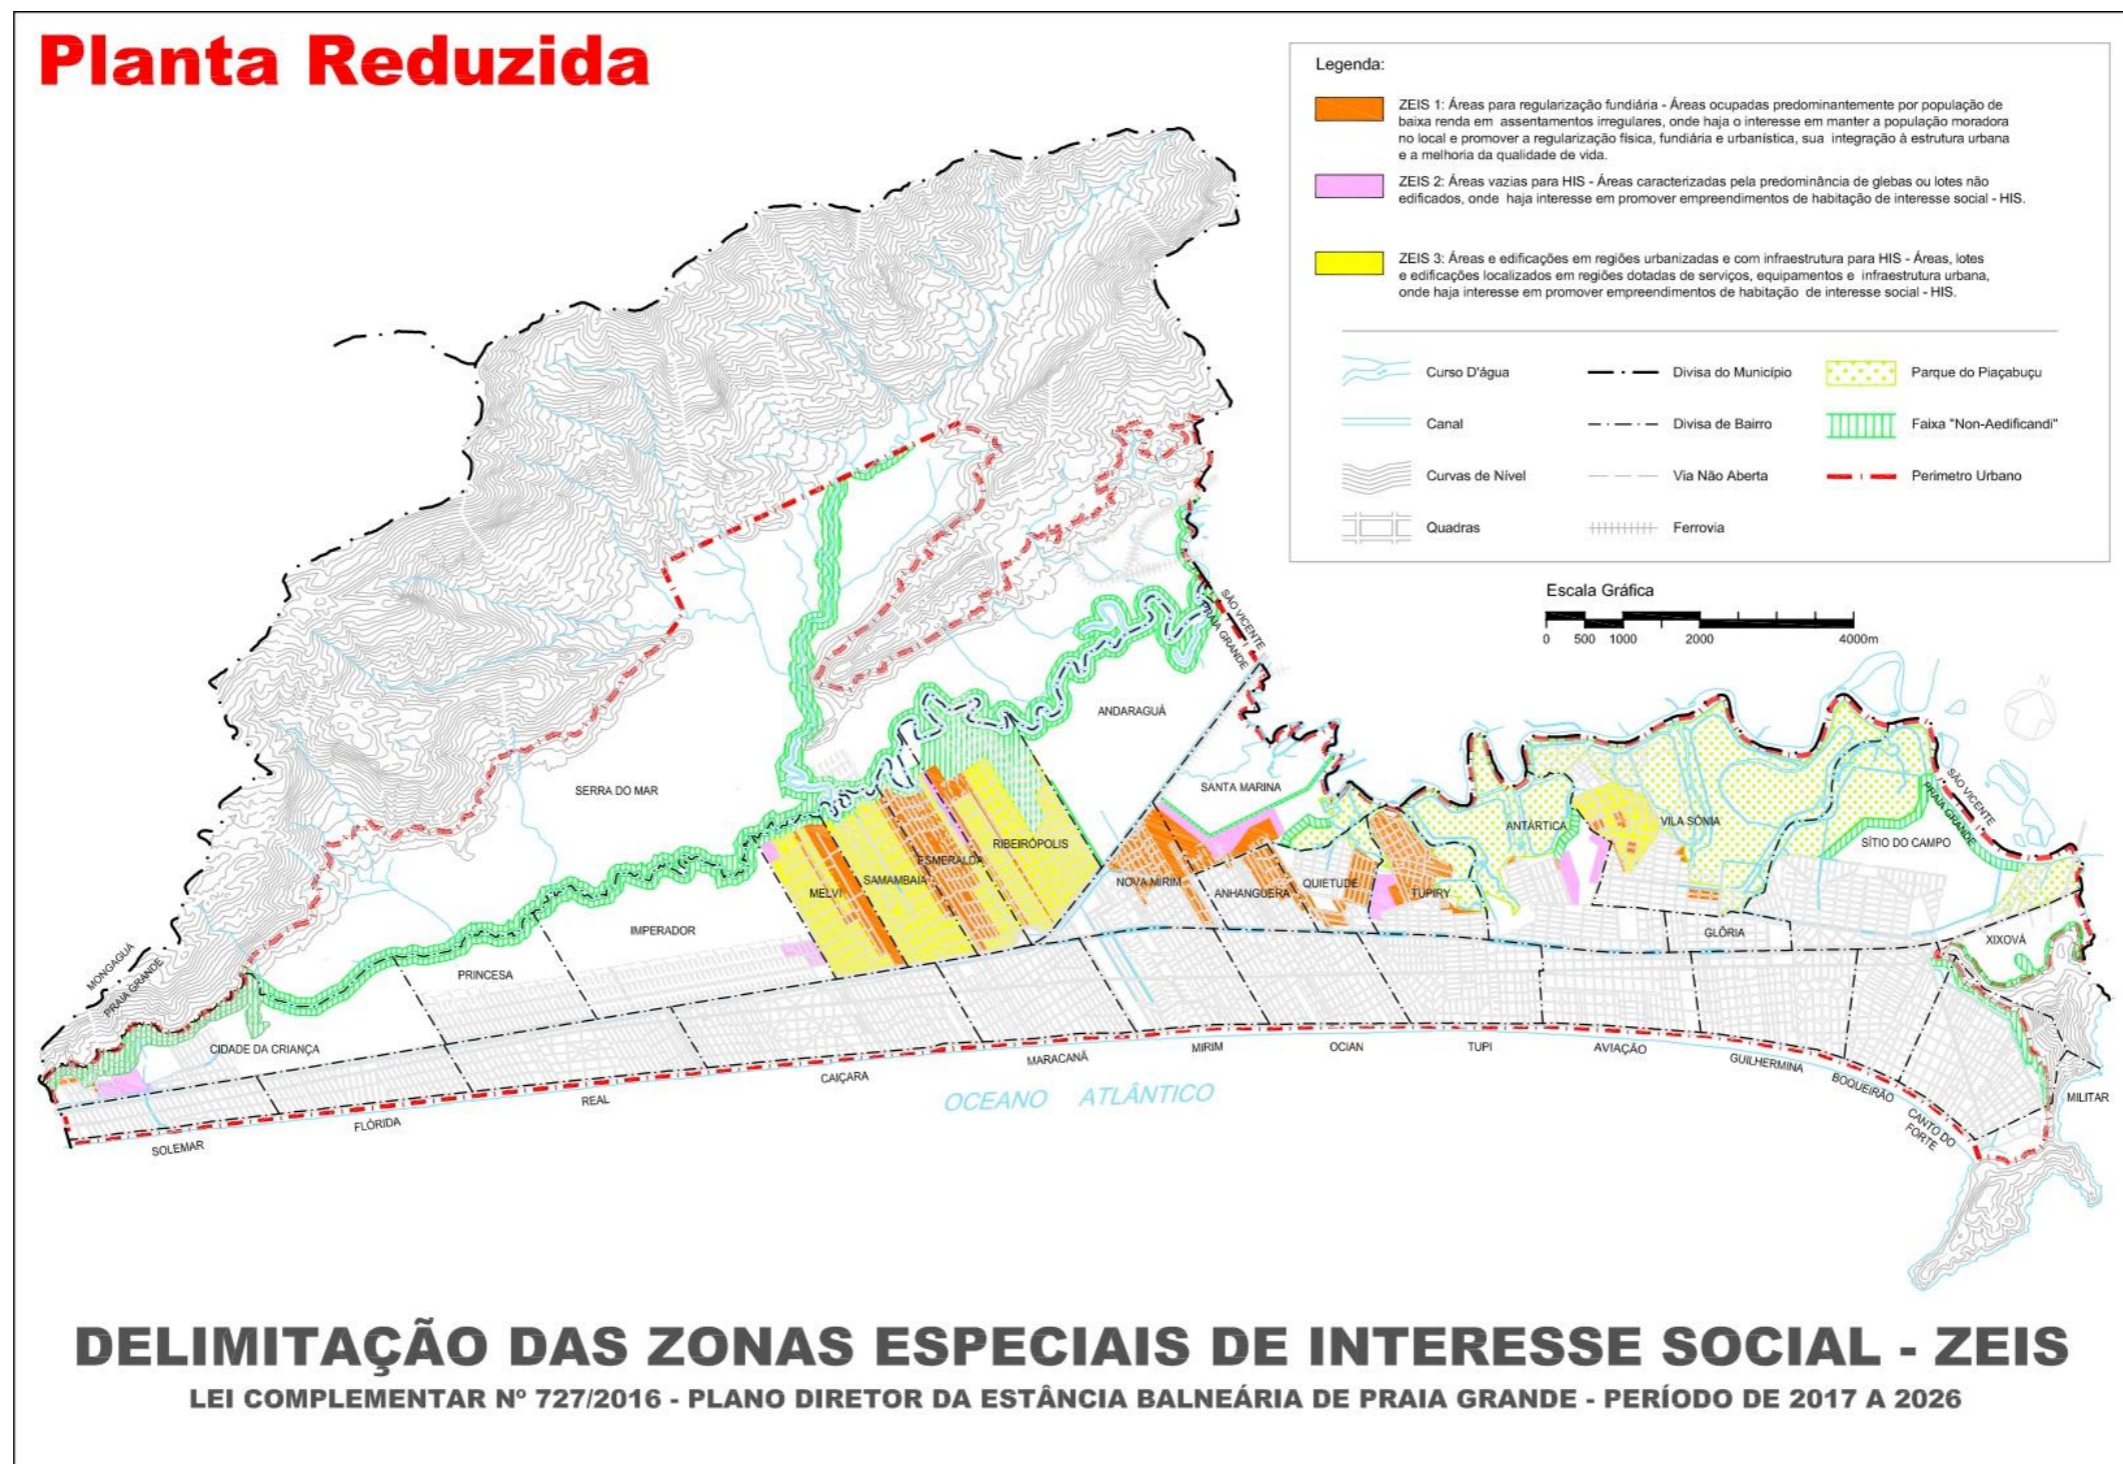 Planta Reduzida
Legenda:
ZEIS 1: Áreas para regularização fundiária - Áreas ocupadas predominantemente por população de
baixa renda em assentamentos irregulares, onde haja o interesse em manter a população moradora
no local e promover a regularização física, fundiária e urbanística, sua integração à estrutura urbana
e a melhoria da qualidade de vida.
ZEIS 2: Áreas vazias para HIS - Áreas caracterizadas pela predominância de glebas ou lotes não
edificados, onde haja interesse em promover empreendimentos de habitação de interesse social - HIS.
ZEIS 3: Áreas e edificações em regiões urbanizadas e com infraestrutura para HIS - Áreas, lotes
e edificações localizados em regiões dotadas de serviços, equipamentos e infraestrutura urbana,
onde haja interesse em promover empreendimentos de habitação de interesse social - HIS.
Curso D'água
Divisa do Município
Parque do Piaçabuçu
Canal
Divisa de Bairro
Faixa "Non-Aedificandi"
Curvas de Nível
Via Não Aberta
Perimetro Urbano
Quadras
Ferrovia
Escala Gráfica
0 500 1000 2000 4000m
N
SÃO VICENTE
PRAIA GRANDE
ANDARAGUÁ
SERRA DO MAR
SANTA MARINA
SÃO VICENTE
PRAIA GRANDE
ANTÁRTICA
VILA SÔNIA
SÍTIO DO CAMPO
RIBEIRÓPOLIS
ESMERALDA
SAMAMBAIA
MELVI
NOVA MIRIM
ANHANGUERA
QUIETUDE
TUPIRY
GLÓRIA
XIXOVÁ
IMPERADOR
PRINCESA
MONGAGUÁ
PRAIA GRANDE
CIDADE DA CRIANÇA
SOLEMAR
FLÓRIDA
REAL
CAIÇARA
MARACANÃ
MIRIM
OCIAN
TUPI
AVIAÇÃO
GUILHERMINA
BOQUEIRÃO
CANTO DO
FORTE
MILITAR
OCEANO ATLÂNTICO
DELIMITAÇÃO DAS ZONAS ESPECIAIS DE INTERESSE SOCIAL - ZEIS
LEI COMPLEMENTAR Nº 727/2016 - PLANO DIRETOR DA ESTÂNCIA BALNEÁRIA DE PRAIA GRANDE - PERÍODO DE 2017 A 2026